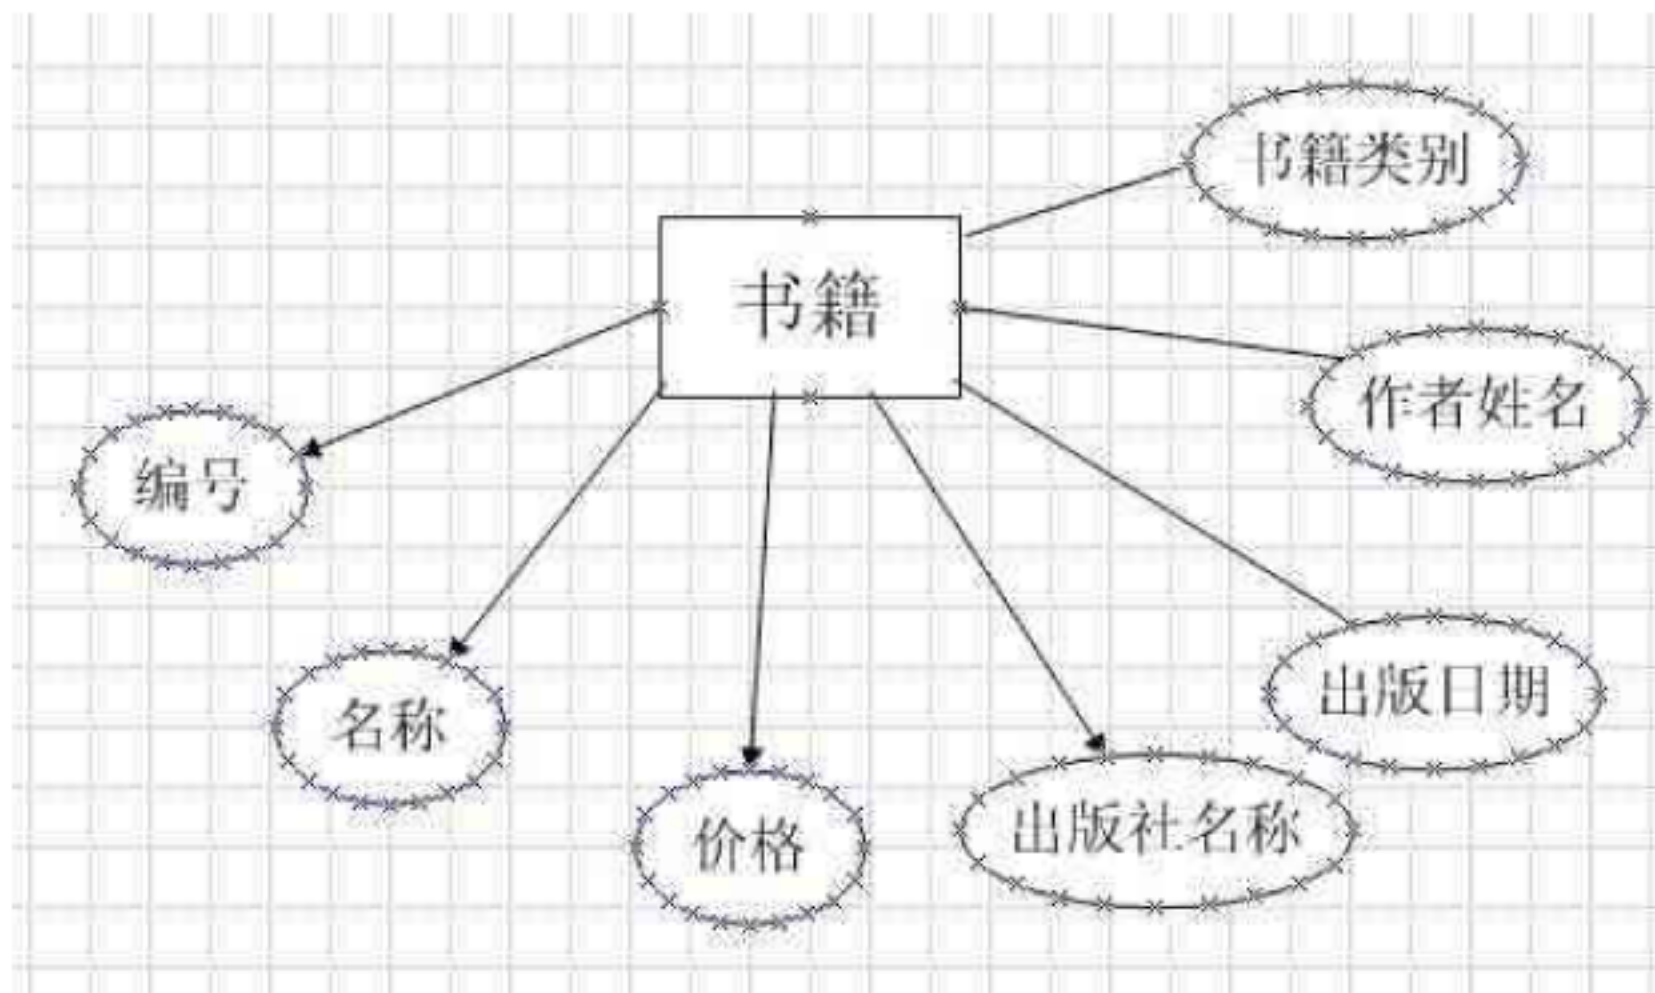 书籍类别
书籍
作者姓名
编号
出版日期
名称
出版社名称
价格